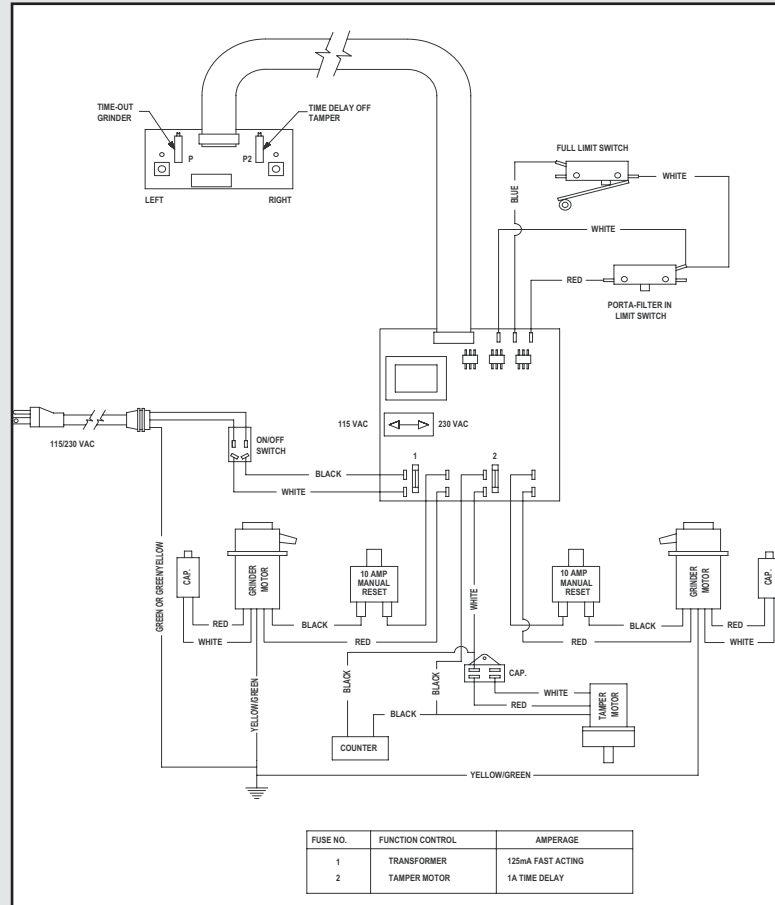 TIME-OUT
GRINDER
TIME DELAY OFF
TAMPER
P
P2
LEFT
RIGHT
FULL LIMIT SWITCH
WHITE
BLUE
WHITE
RED
PORTA-FILTER IN
LIMIT SWITCH
115 VAC
230 VAC
115/230 VAC
ON/OFF
SWITCH
1
2
BLACK
WHITE
GREEN OR GREEN/YELLOW
CAP.
GRINDER
MOTOR
10 AMP
MANUAL
RESET
WHITE
10 AMP
MANUAL
RESET
GRINDER
MOTOR
CAP.
RED
WHITE
BLACK
RED
BLACK
RED
RED
WHITE
YELLOW/GREEN
BLACK
BLACK
CAP.
WHITE
RED
BLACK
TAMPER
MOTOR
COUNTER
YELLOW/GREEN
FUSE NO. FUNCTION CONTROL AMPERAGE
1 TRANSFORMER 125mA FAST ACTING
2 TAMPER MOTOR 1A TIME DELAY